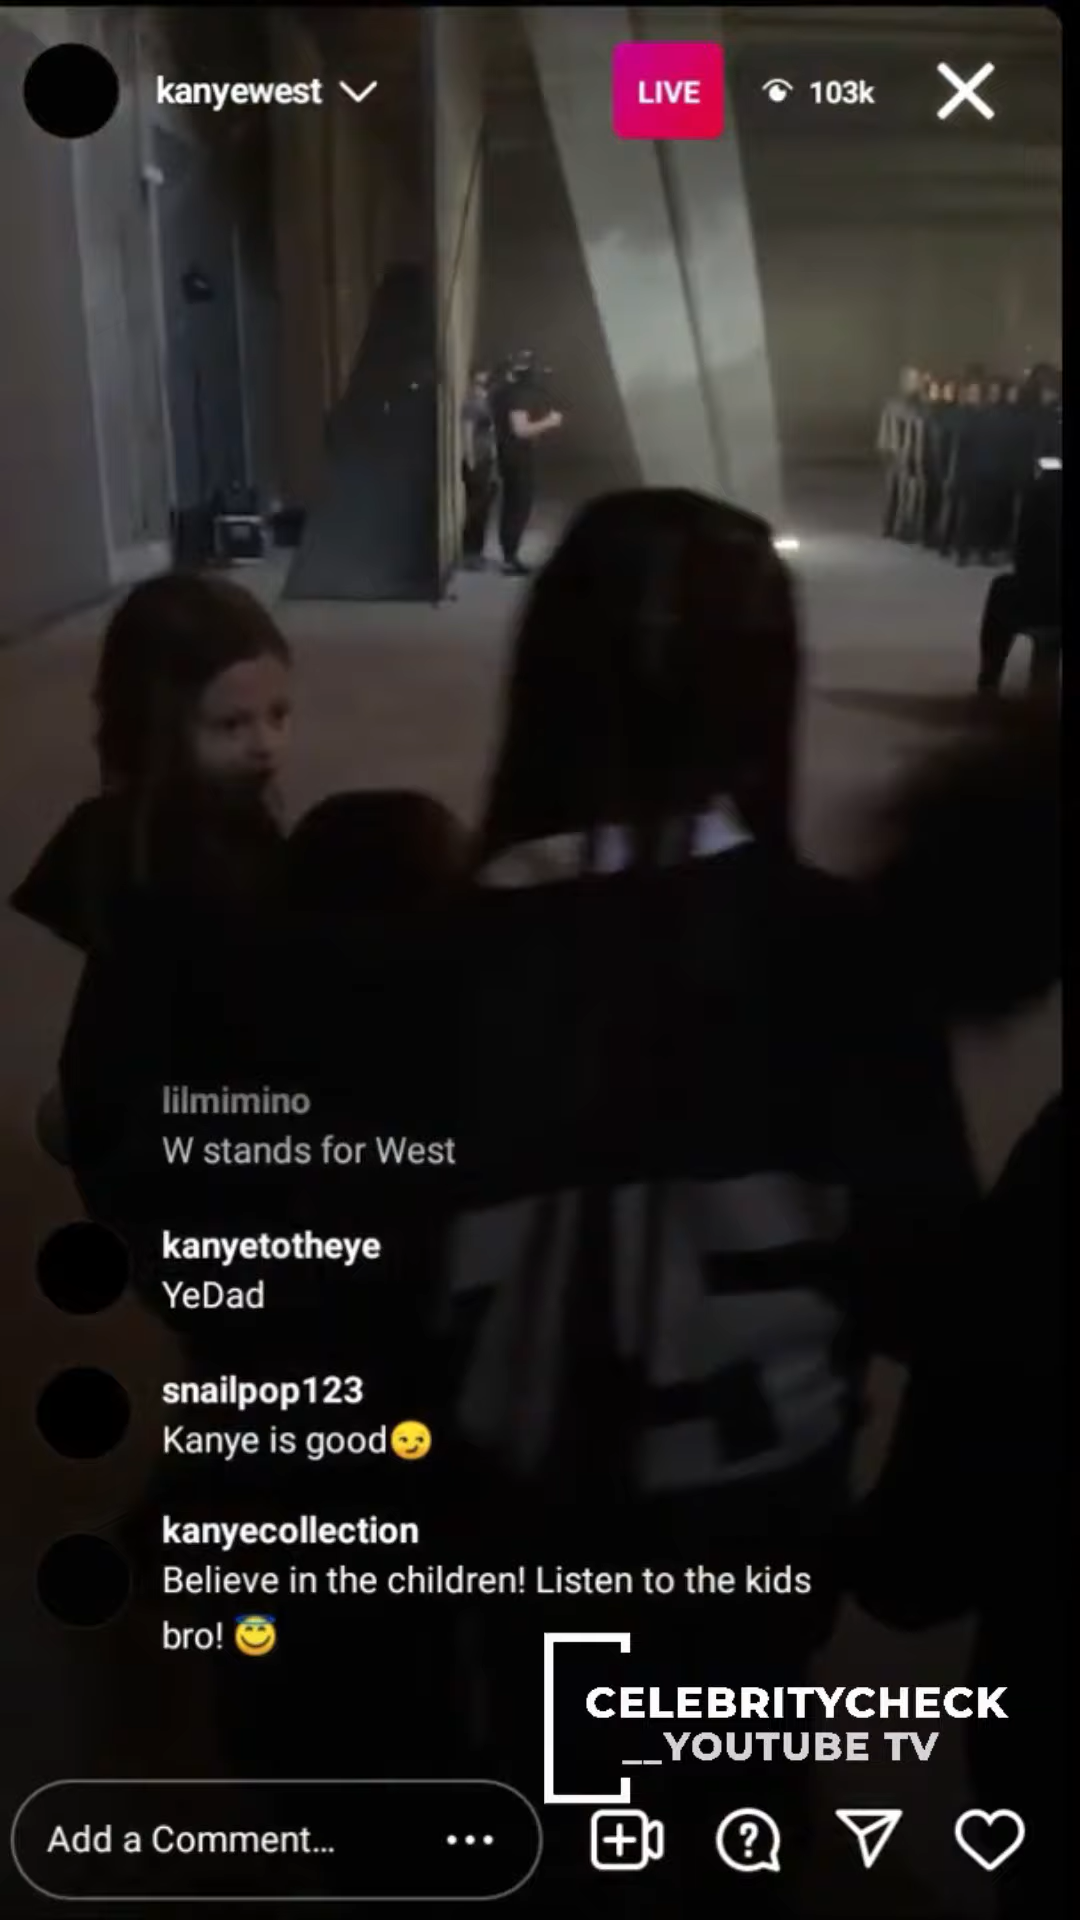 kanyewest
LIVE
103k
lilmimino
W stands for West
kanyetotheye
YeDad
snailpop123
Kanye is good😏
kanyecollection
Believe in the children! Listen to the kids
bro! 😇
CELEBRITYCHECK
__YOUTUBE TV
Add a Comment...
75